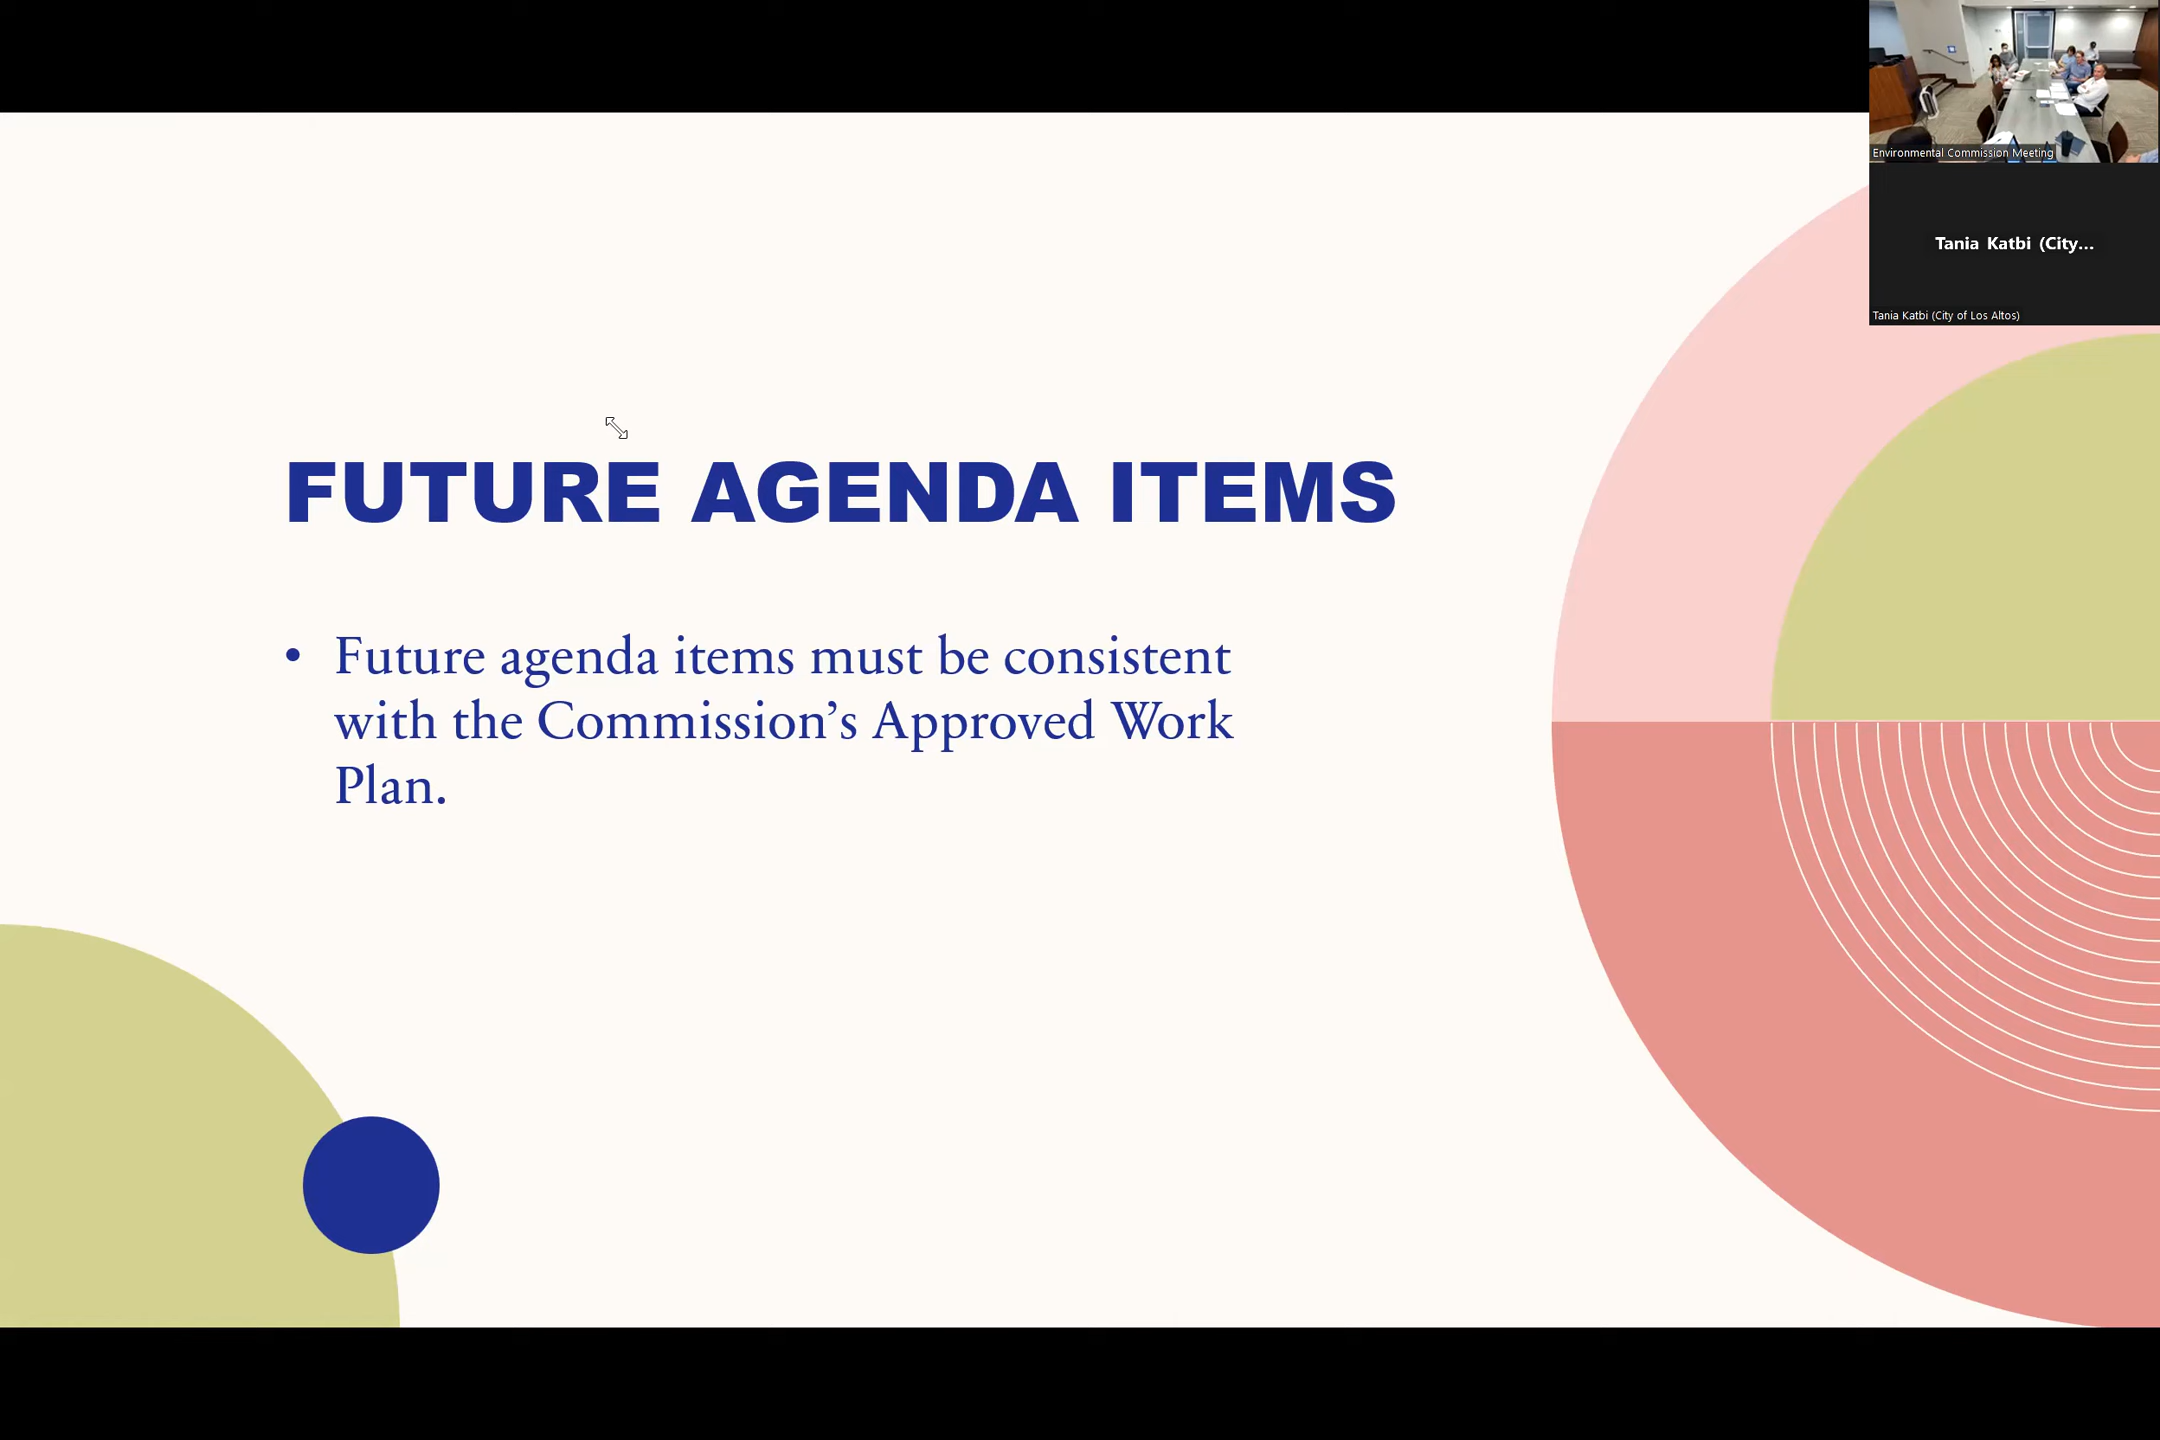 Environmental Commission Meeting
Tania Katbi (City...
Tania Katbi (City of Los Altos)
FUTURE AGENDA ITEMS
• Future agenda items must be consistent
with the Commission’s Approved Work
Plan.